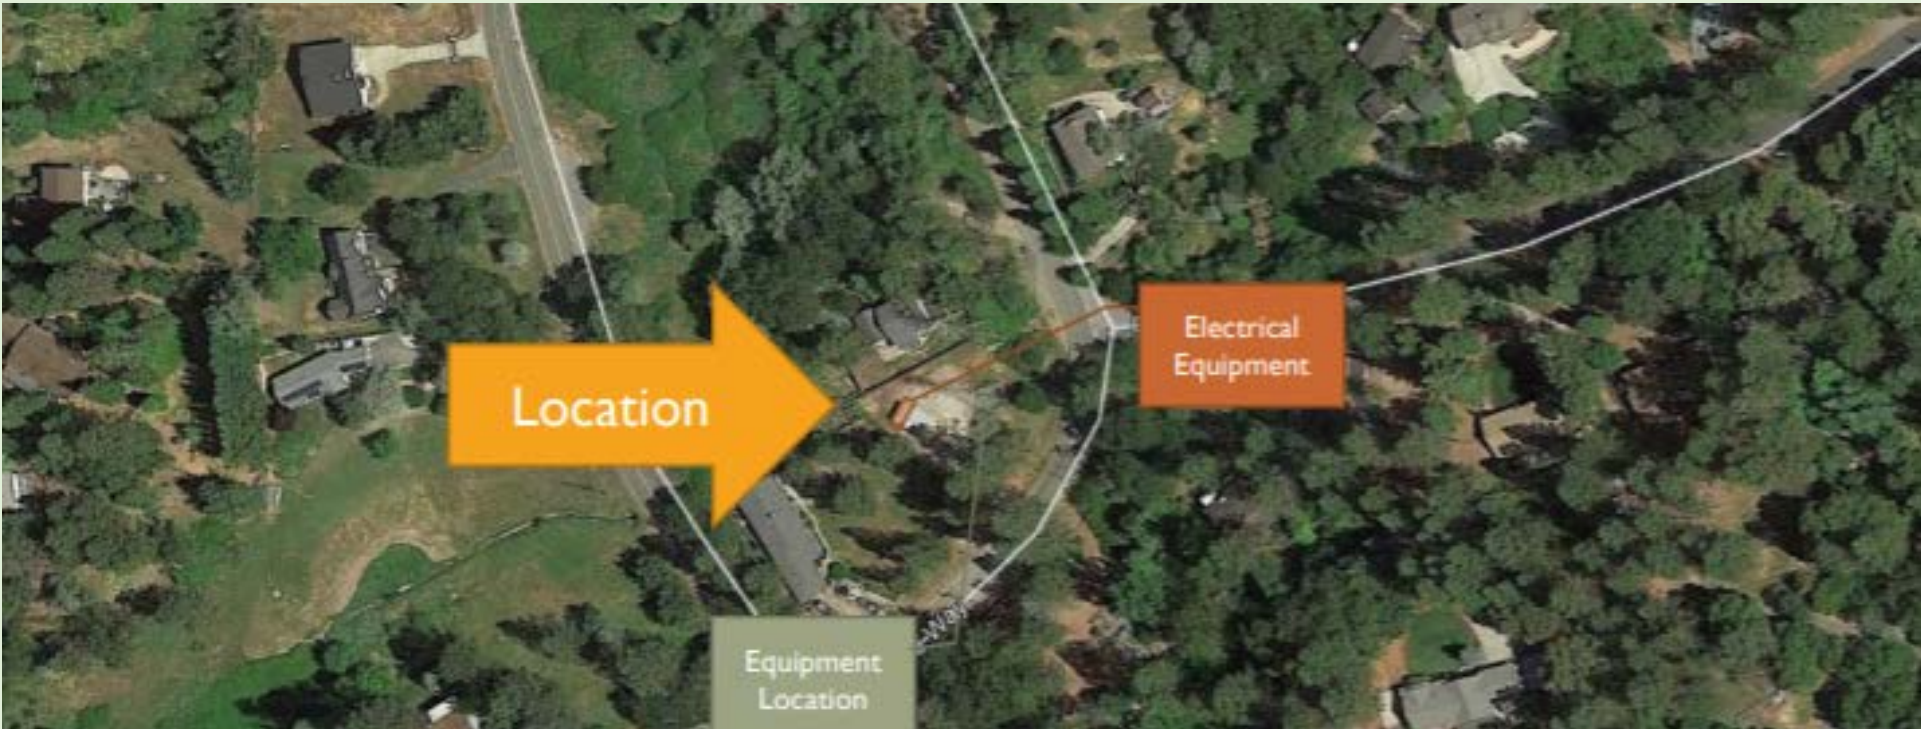 Electrical
Equipment
Location
Way
Equipment
Location